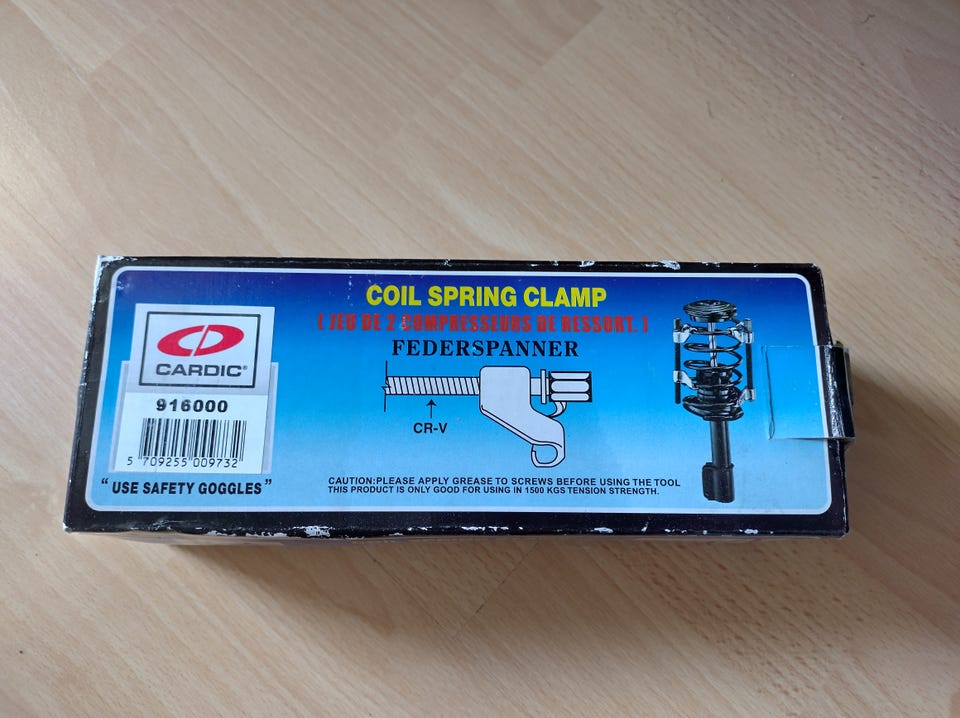 COIL SPRING CLAMP
( JEU DE 2 COMPRESSEURS DE RESSORT. )
FEDERSPANNER
CARDIC®
916000
5 709255 009732
CR-V
"USE SAFETY GOGGLES"
CAUTION:PLEASE APPLY GREASE TO SCREWS BEFORE USING THE TOOL
THIS PRODUCT IS ONLY GOOD FOR USING IN 1500 KGS TENSION STRENGTH.